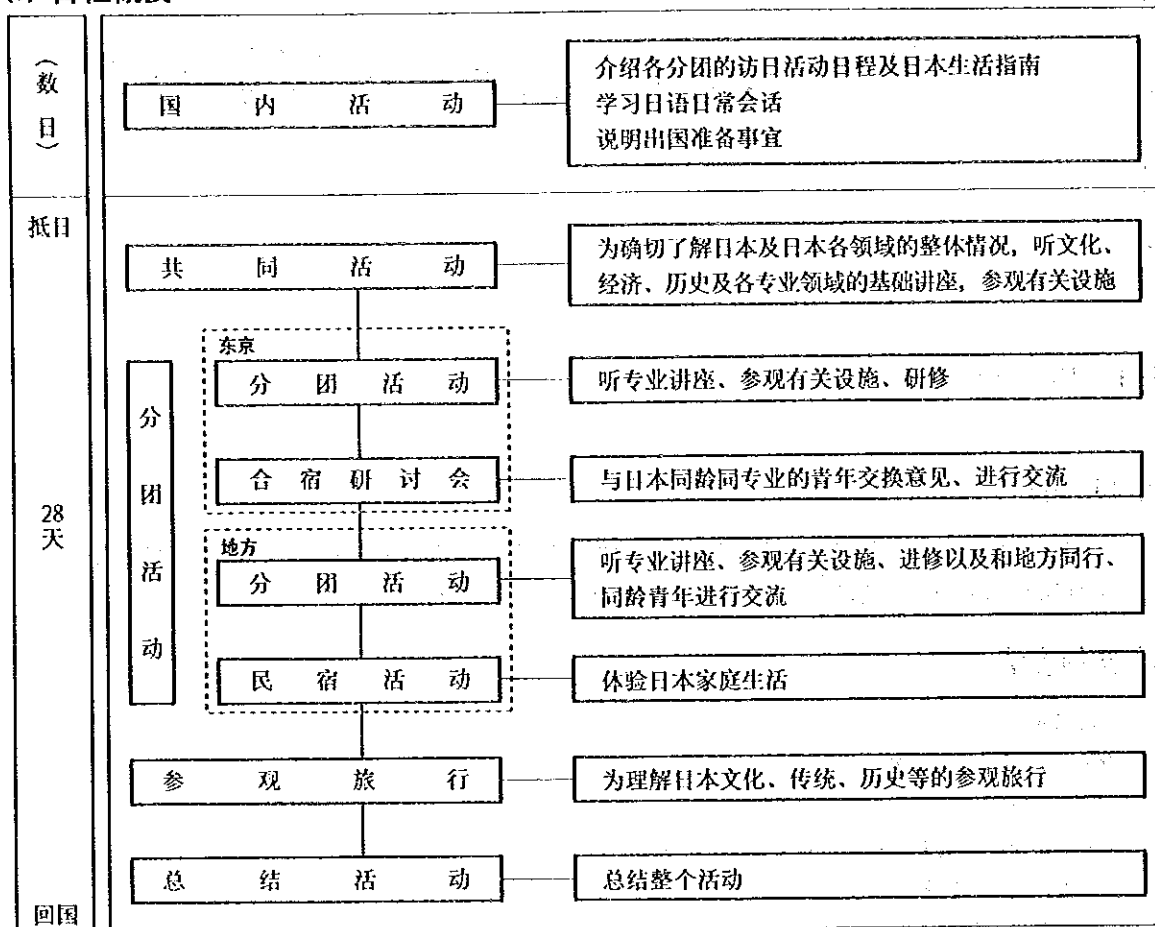 （数日）
国内活动
介绍各分团的访日活动日程及日本生活指南
学习日语日常会话
说明出国准备事宜
抵日
共同活动
为确切了解日本及日本各领域的整体情况，听文化、
经济、历史及各专业领域的基础讲座，参观有关设施
分团活动
东京
分团活动
听专业讲座、参观有关设施、研修
合宿研讨会
与日本同龄同专业的青年交换意见、进行交流
28
天
地方
分团活动
听专业讲座、参观有关设施、进修以及和地方同行、
同龄青年进行交流
民宿活动
体验日本家庭生活
参观旅行
为理解日本文化、传统、历史等的参观旅行
总结活动
总结整个活动
回国